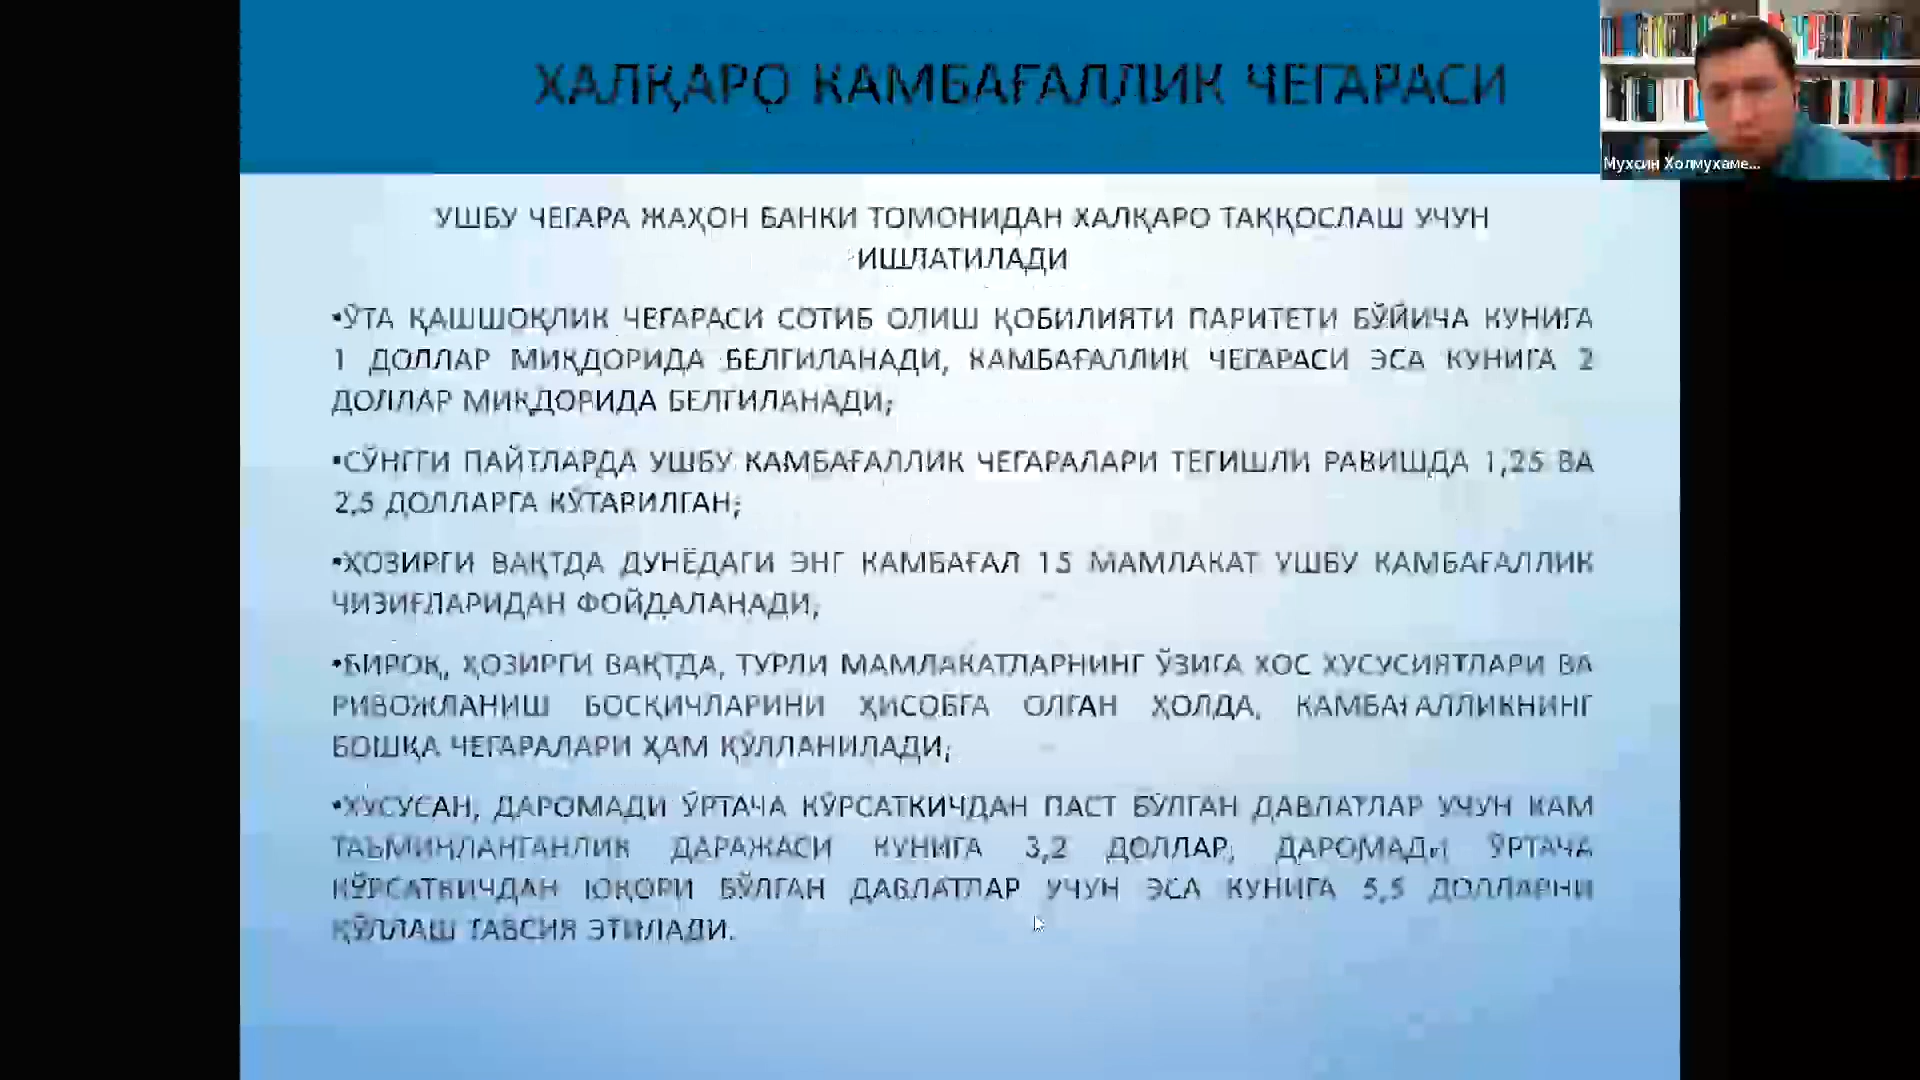 ХАЛҚАРО КАМБАҒАЛЛИК ЧЕГАРАСИ
Мухсин Холмухаме...
УШБУ ЧЕГАРА ЖАҲОН БАНКИ ТОМОНИДАН ХАЛҚАРО ТАҚҚОСЛАШ УЧУН
ИШЛАТИЛАДИ
•ЎТА ҚАШШОҚЛИК ЧЕГАРАСИ СОТИБ ОЛИШ ҚОБИЛИЯТИ ПАРИТЕТИ БЎЙИЧА КУНИГА
1 ДОЛЛАР МИҚДОРИДА БЕЛГИЛАНАДИ, КАМБАҒАЛЛИК ЧЕГАРАСИ ЭСА КУНИГА 2
ДОЛЛАР МИҚДОРИДА БЕЛГИЛАНАДИ;
•СЎНГГИ ПАЙТЛАРДА УШБУ КАМБАҒАЛЛИК ЧЕГАРАЛАРИ ТЕГИШЛИ РАВИШДА 1,25 ВА
2,5 ДОЛЛАРГА КЎТАРИЛГАН;
•ҲОЗИРГИ ВАҚТДА ДУНЁДАГИ ЭНГ КАМБАҒАЛ 15 МАМЛАКАТ УШБУ КАМБАҒАЛЛИК
ЧИЗИҒЛАРИДАН ФОЙДАЛАНАДИ;
•БИРОҚ, ҲОЗИРГИ ВАҚТДА, ТУРЛИ МАМЛАКАТЛАРНИНГ ЎЗИГА ХОС ХУСУСИЯТЛАРИ ВА
РИВОЖЛАНИШ БОСҚИЧЛАРИНИ ҲИСОБГА ОЛГАН ҲОЛДА, КАМБАҒАЛЛИКНИНГ
БОШҚА ЧЕГАРАЛАРИ ҲАМ ҚЎЛЛАНИЛАДИ;
•ХУСУСАН, ДАРОМАДИ ЎРТАЧА КЎРСАТКИЧДАН ПАСТ БЎЛГАН ДАВЛАТЛАР УЧУН КАМ
ТАЪМИНЛАНГАНЛИК ДАРАЖАСИ КУНИГА 3,2 ДОЛЛАР, ДАРОМАДИ ЎРТАЧА
КЎРСАТКИЧДАН ЮҚОРИ БЎЛГАН ДАВЛАТЛАР УЧУН ЭСА КУНИГА 5,5 ДОЛЛАРНИ
ҚЎЛЛАШ ТАВСИЯ ЭТИЛАДИ.